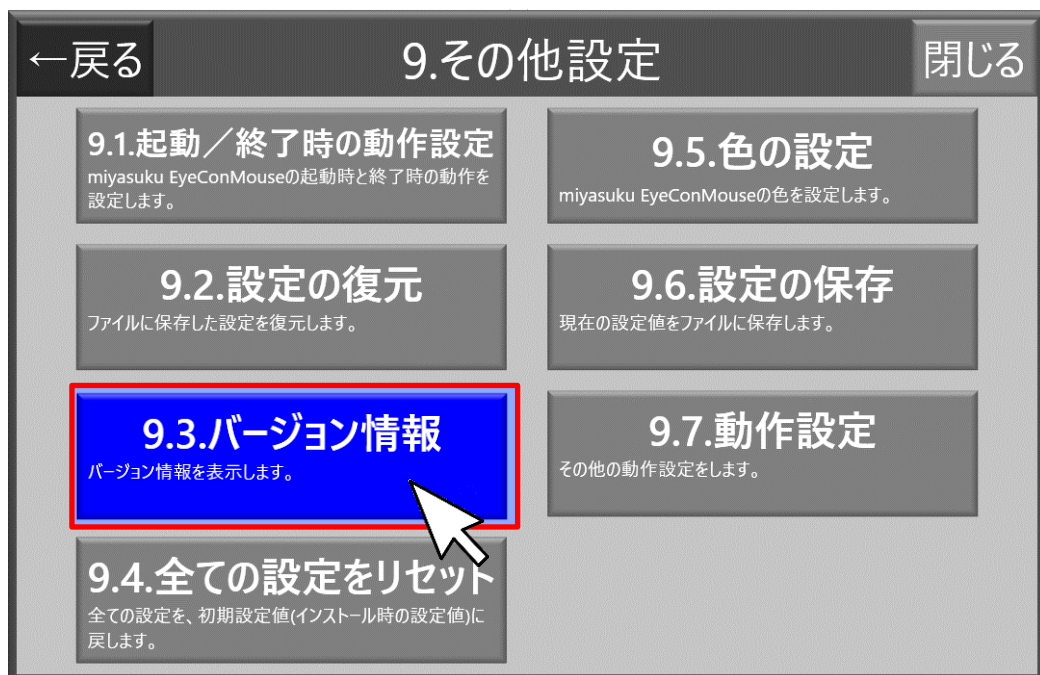 ←戻る
9.その他設定
閉じる
9.1.起動／終了時の動作設定
miyasuku EyeConMouseの起動時と終了時の動作を
設定します。
9.5.色の設定
miyasuku EyeConMouseの色を設定します。
9.2.設定の復元
ファイルに保存した設定を復元します。
9.6.設定の保存
現在の設定値をファイルに保存します。
9.3.バージョン情報
バージョン情報を表示します。
9.7.動作設定
その他の動作設定をします。
9.4.全ての設定をリセット
全ての設定を、初期設定値(インストール時の設定値)に
戻します。